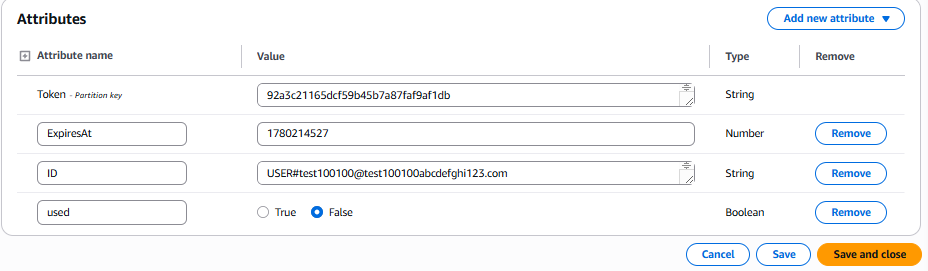 Attributes
Add new attribute ▼
Attribute name Value Type Remove
Token - Partition key 92a3c21165dcf59b45b7a87faf9af1db String
ExpiresAt 1780214527 Number Remove
ID USER#test100100@test100100abcdefghi123.com String Remove
used True False Boolean Remove
Cancel Save Save and close